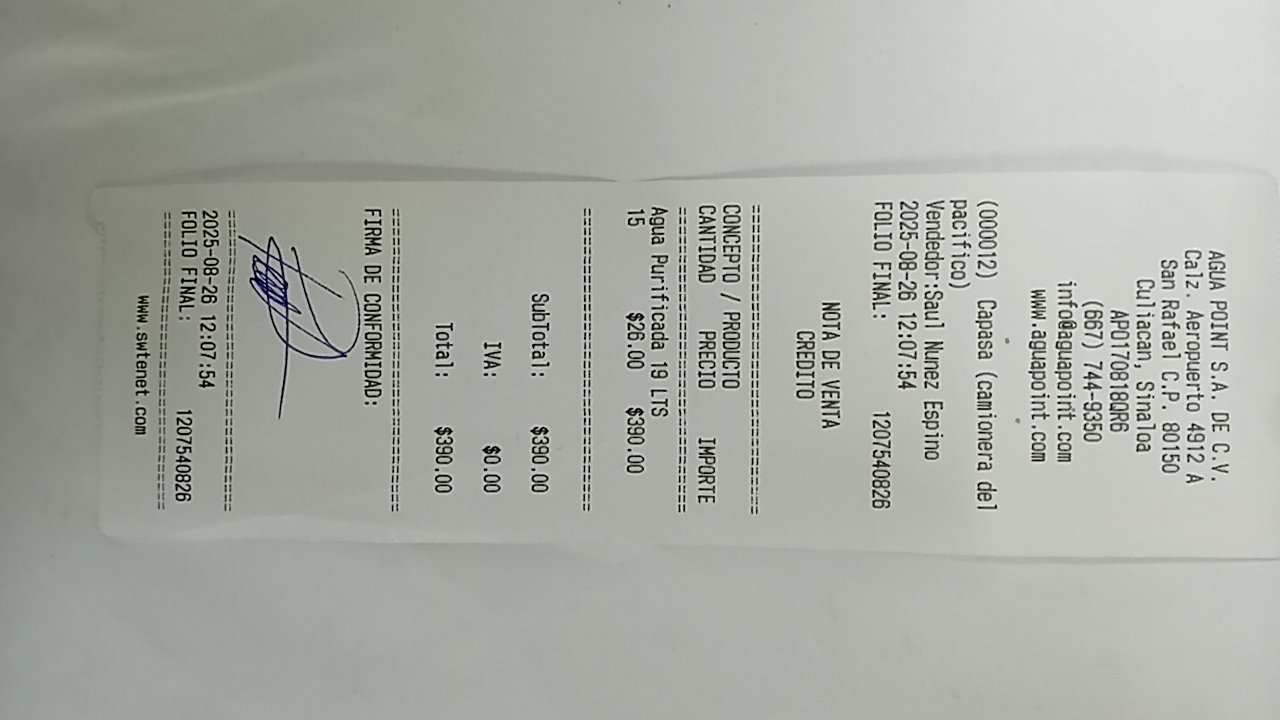 AGUA POINT S.A. DE C.V.
Calz. Aeropuerto 4912 A
San Rafael C.P. 80150
Culiacan, Sinaloa
APO170818QR6
(667) 744-9350
info@aguapoint.com
www.aguapoint.com
(000012) Capasa (camionera del
pacifico)
Vendedor:Saul Nunez Espino
2025-08-26 12:07:54
FOLIO FINAL: 1207540826
NOTA DE VENTA
CREDITO
==============================
CONCEPTO / PRODUCTO
CANTIDAD PRECIO IMPORTE
==============================
Agua Purificada 19 LTS
15 $26.00 $390.00
==============================
SubTotal: $390.00
IVA: $0.00
Total: $390.00
==============================
FIRMA DE CONFORMIDAD:
==============================
2025-08-26 12:07:54
FOLIO FINAL: 1207540826
==============================
www.swtenet.com